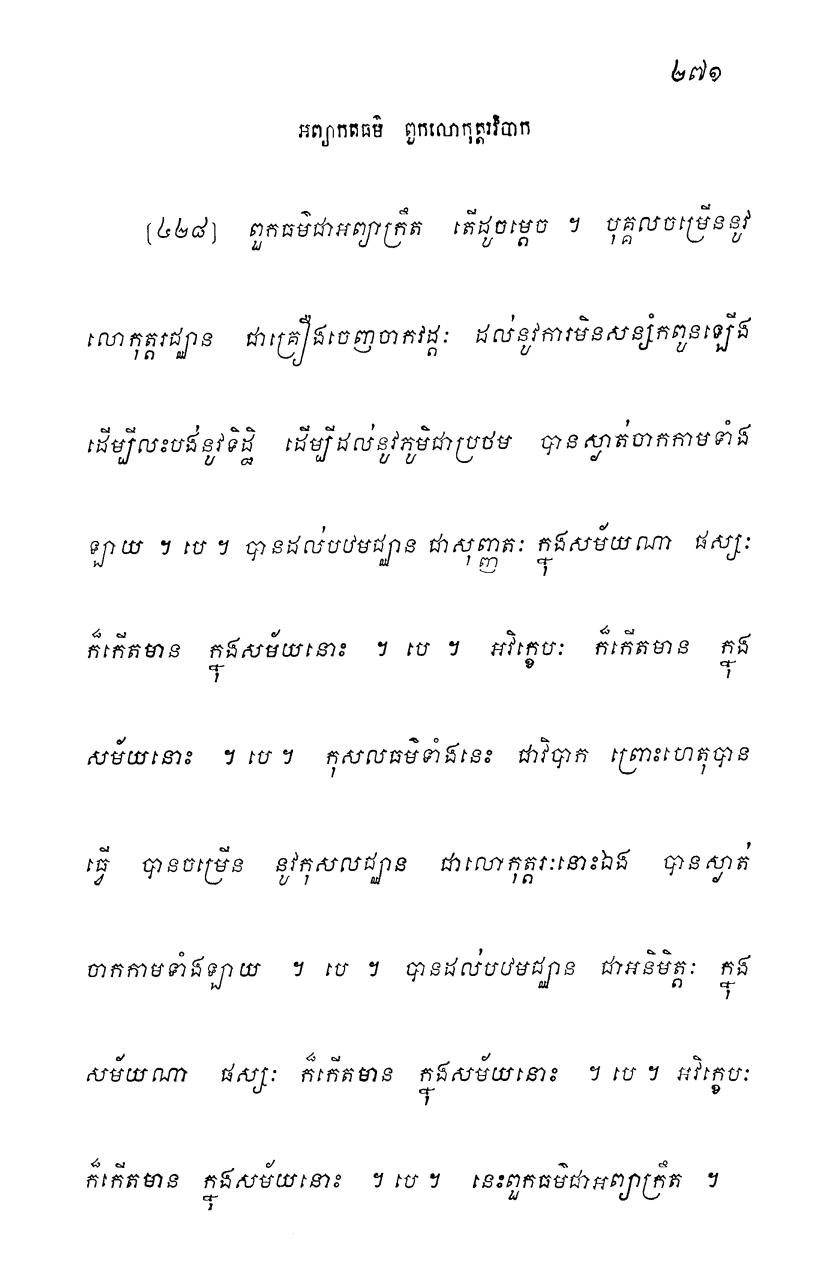 ២៧១
អព្យាកតធម៌ ពួកលោកុត្តរវិបាក
[៤២៨] ពួកធម៌ជាអព្យាក្រឹត តើដូចម្តេច ។ បុគ្គលចម្រើននូវ
លោកុត្តរជ្ឈាន ជាគ្រឿងចេញចាកវដ្តៈ ដល់នូវការមិនសន្សំកពូនឡើង
ដើម្បីលះបង់នូវទិដ្ឋិ ដើម្បីដល់នូវភូមិជាប្រថម បានស្ងាត់ចាកកាមទាំង
ឡាយ ។ បេ ។ បានដល់បឋមជ្ឈាន ជាសុញ្ញតៈ ក្នុងសម័យណា ផស្សៈ
ក៏កើតមាន ក្នុងសម័យនោះ ។ បេ ។ អវិក្ខេបៈ ក៏កើតមាន ក្នុង
សម័យនោះ ។ បេ ។ កុសលធម៌ទាំងនេះ ជាវិបាក ព្រោះហេតុបាន
ធ្វើ បានចម្រើន នូវកុសលជ្ឈាន ជាលោកុត្តរៈនោះឯង បានស្ងាត់
ចាកកាមទាំងឡាយ ។ បេ ។ បានដល់បឋមជ្ឈាន ជាអនិមិត្តៈ ក្នុង
សម័យណា ផស្សៈ ក៏កើតមាន ក្នុងសម័យនោះ ។ បេ ។ អវិក្ខេបៈ
ក៏កើតមាន ក្នុងសម័យនោះ ។ បេ ។ នេះពួកធម៌ជាអព្យាក្រឹត ។